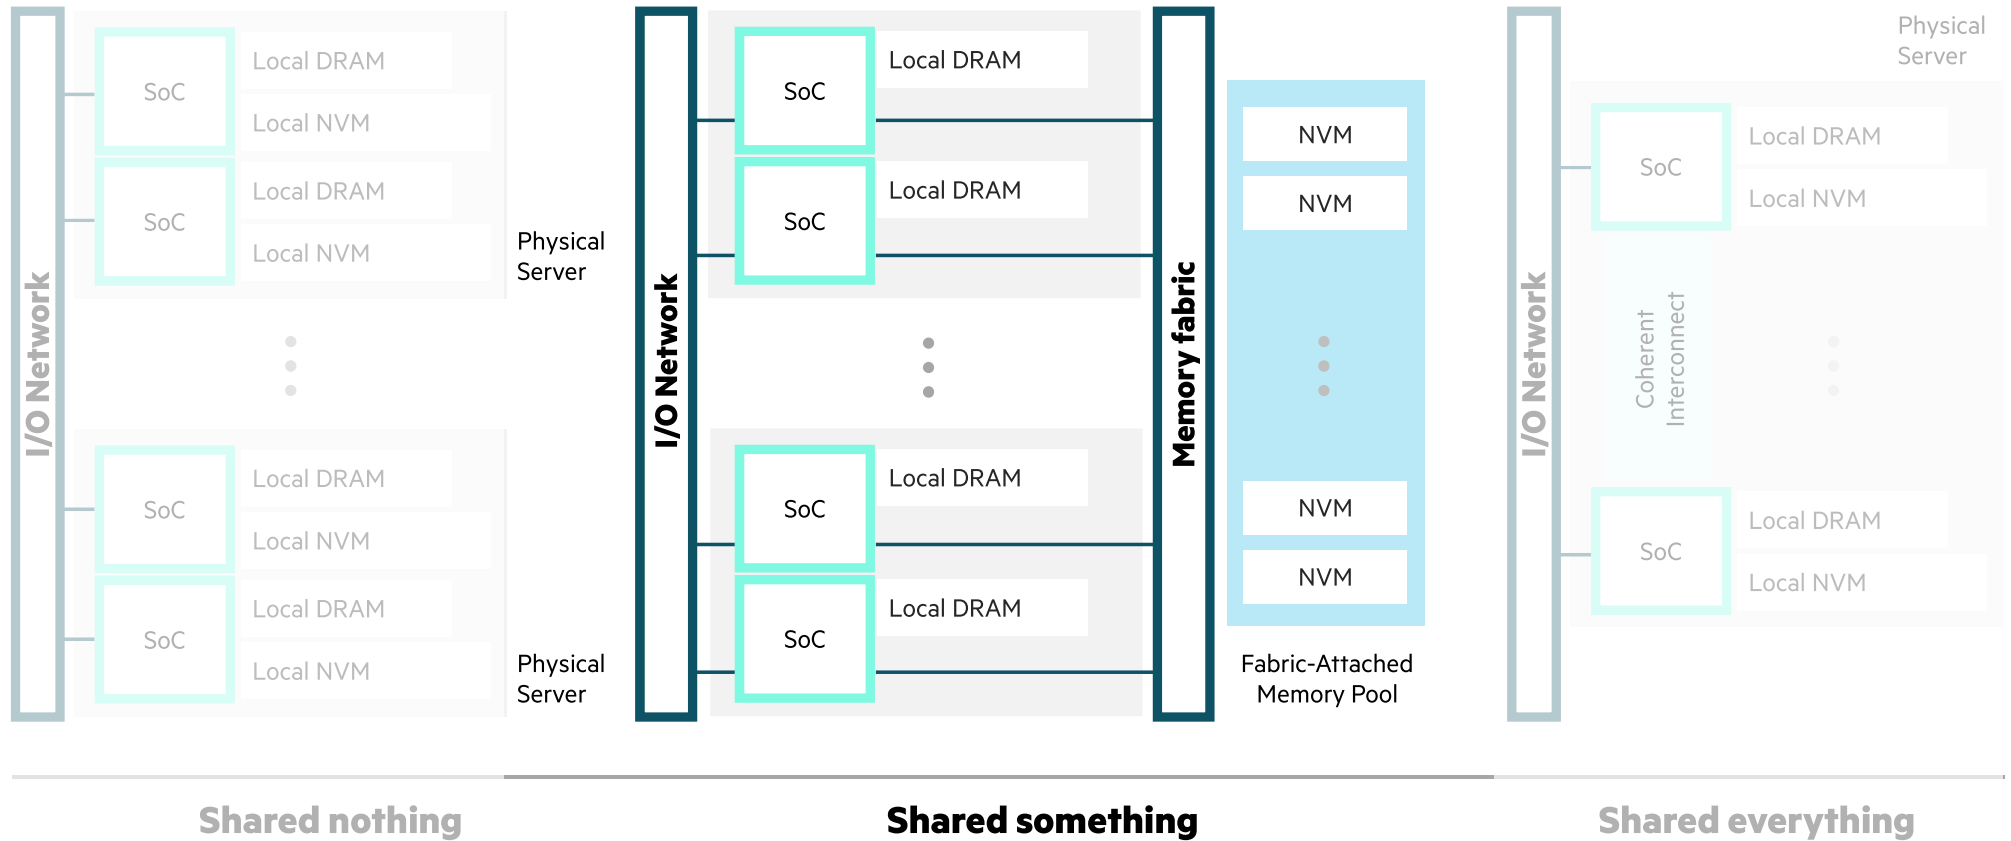 I/O Network
SoC
Local DRAM
Local NVM
SoC
Local DRAM
Local NVM
Physical
Server
SoC
Local DRAM
Local NVM
SoC
Local DRAM
Local NVM
Physical
Server
Shared nothing
I/O Network
SoC
Local DRAM
SoC
Local DRAM
SoC
Local DRAM
SoC
Local DRAM
Memory fabric
NVM
NVM
NVM
NVM
Fabric-Attached
Memory Pool
Shared something
I/O Network
Physical
Server
SoC
Local DRAM
Local NVM
Coherent
Interconnect
SoC
Local DRAM
Local NVM
Shared everything